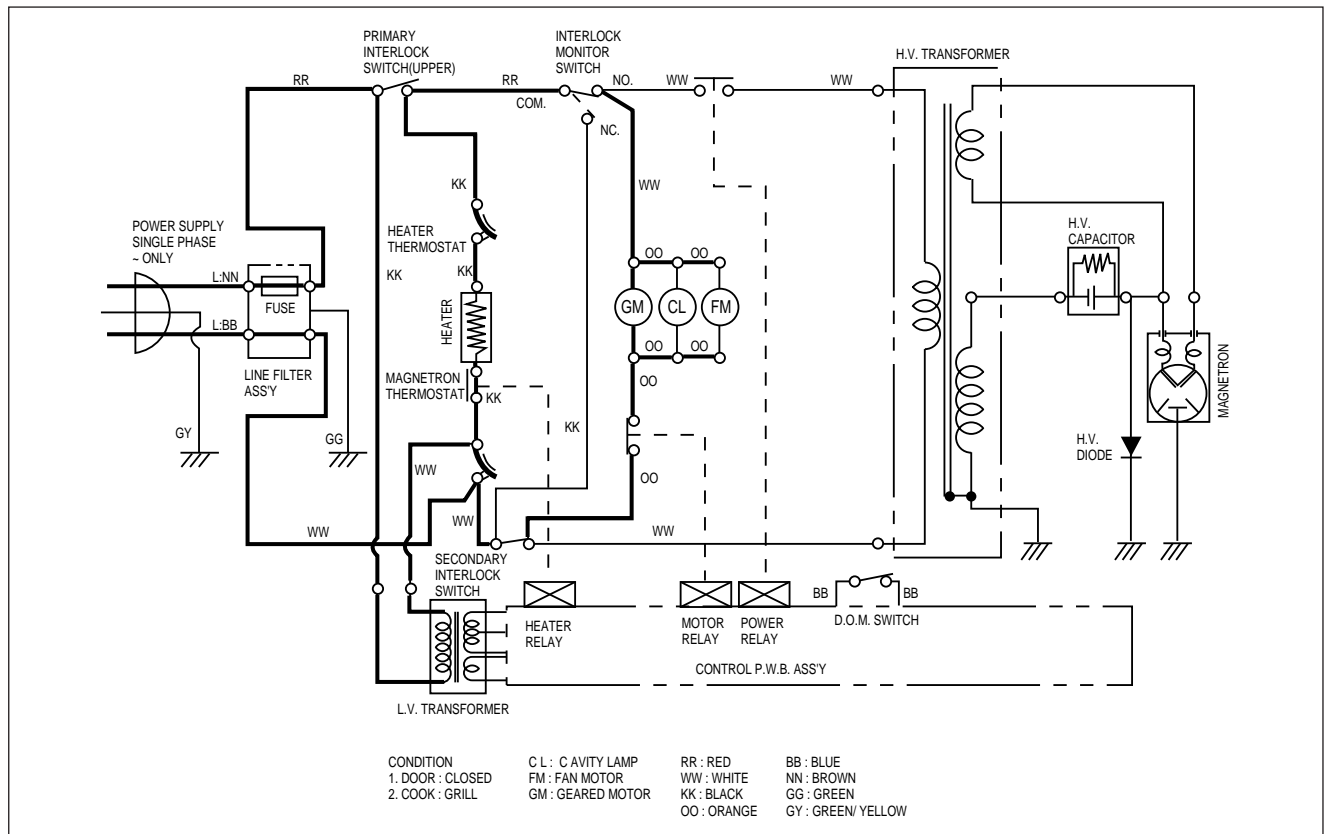 PRIMARY
INTERLOCK
SWITCH(UPPER)
INTERLOCK
MONITOR
SWITCH
H.V. TRANSFORMER
RR
RR
NO.
WW
WW
COM.
NC.
KK
WW
POWER SUPPLY
SINGLE PHASE
~ ONLY
HEATER
THERMOSTAT
H.V.
CAPACITOR
OO
OO
KK
KK
L:NN
FUSE
GM
CL
FM
HEATER
L:BB
OO
OO
LINE FILTER
ASS'Y
MAGNETRON
THERMOSTAT
OO
KK
MAGNETRON
GY
GG
KK
H.V.
DIODE
WW
OO
WW
WW
WW
SECONDARY
INTERLOCK
SWITCH
BB
BB
HEATER
RELAY
MOTOR
RELAY
POWER
RELAY
D.O.M. SWITCH
CONTROL P.W.B. ASS'Y
L.V. TRANSFORMER
CONDITION
1. DOOR : CLOSED
2. COOK : GRILL
C L : C AVITY LAMP
FM : FAN MOTOR
GM : GEARED MOTOR
RR : RED
WW : WHITE
KK : BLACK
OO : ORANGE
BB : BLUE
NN : BROWN
GG : GREEN
GY : GREEN/ YELLOW